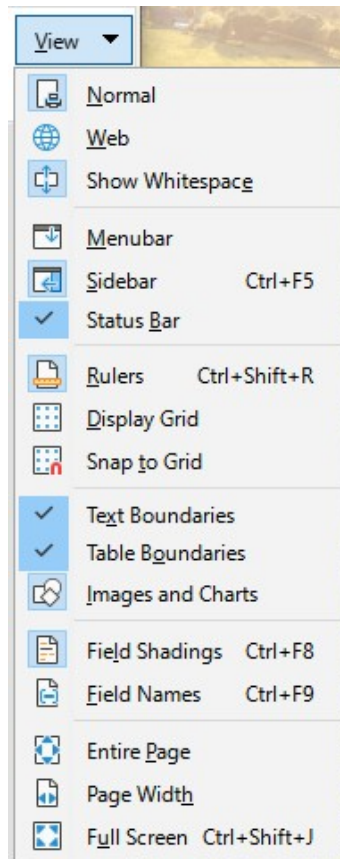 View
Normal
Web
Show Whitespace
Menubar
Sidebar Ctrl+F5
Status Bar
Rulers Ctrl+Shift+R
Display Grid
Snap to Grid
Text Boundaries
Table Boundaries
Images and Charts
Field Shadings Ctrl+F8
Field Names Ctrl+F9
Entire Page
Page Width
Full Screen Ctrl+Shift+J